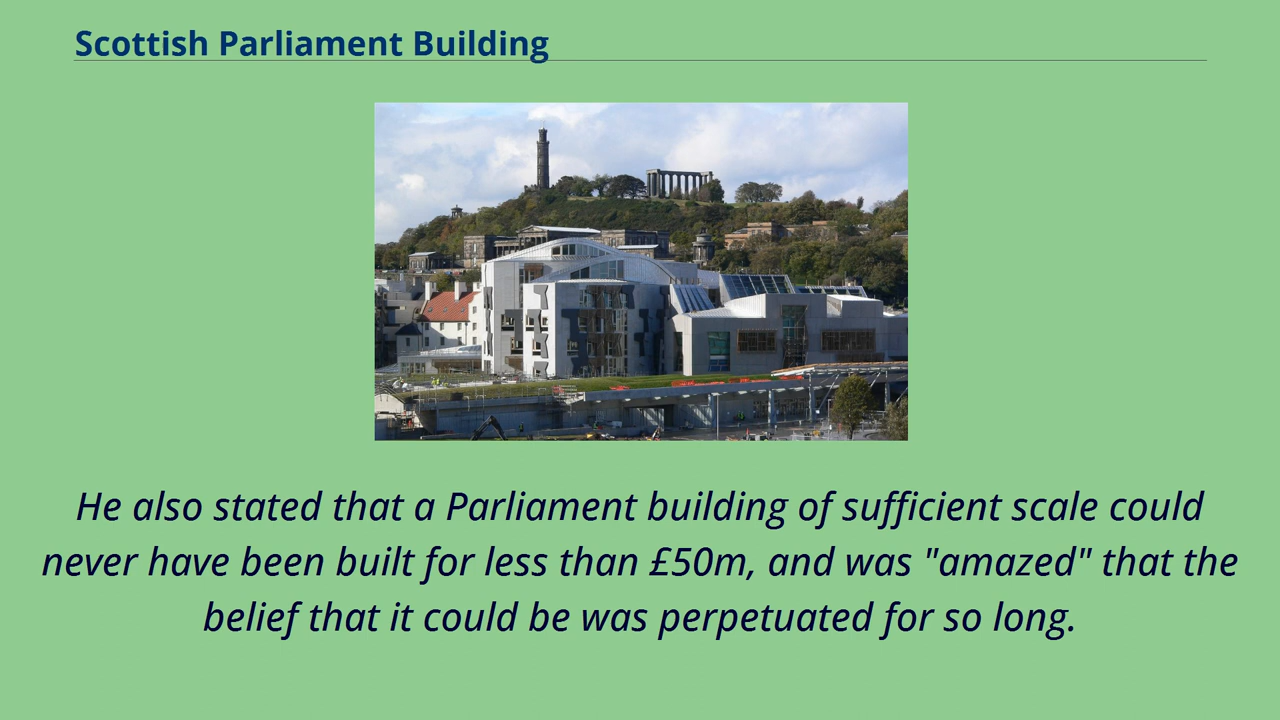 Scottish Parliament Building
He also stated that a Parliament building of sufficient scale could
never have been built for less than £50m, and was "amazed" that the
belief that it could be was perpetuated for so long.